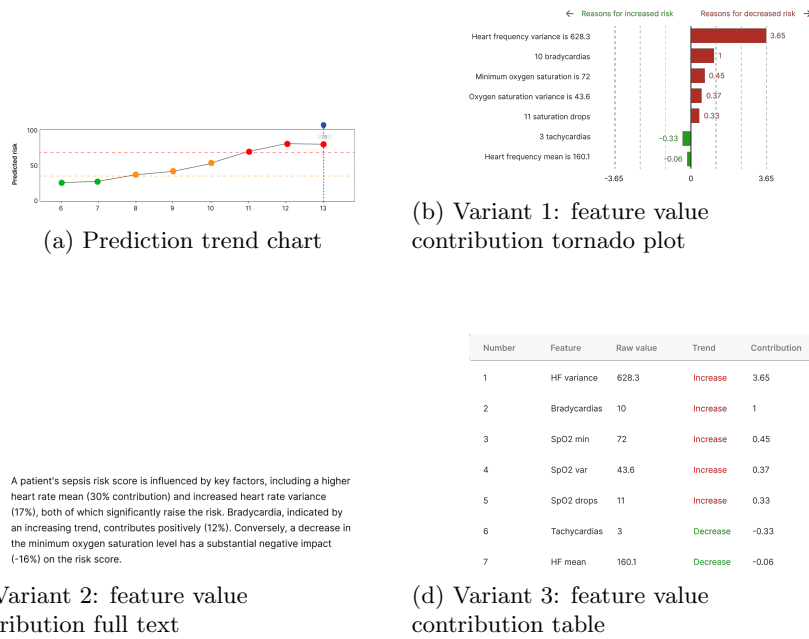 ← Reasons for increased risk Reasons for decreased risk →
Heart frequency variance is 628.3 3.65
10 bradycardias 1
Minimum oxygen saturation is 72 0.45
Oxygen saturation variance is 43.6 0.37
11 saturation drops 0.33
3 tachycardias -0.33
Heart frequency mean is 160.1 -0.06
-3.65 0 3.65
Predicted risk
100
50
0
6 7 8 9 10 11 12 13
(a) Prediction trend chart
(b) Variant 1: feature value
contribution tornado plot
A patient's sepsis risk score is influenced by key factors, including a higher
heart rate mean (30% contribution) and increased heart rate variance
(17%), both of which significantly raise the risk. Bradycardia, indicated by
an increasing trend, contributes positively (12%). Conversely, a decrease in
the minimum oxygen saturation level has a substantial negative impact
(-16%) on the risk score.
Variant 2: feature value
ribution full text
Number Feature Raw value Trend Contribution
1 HF variance 628.3 Increase 3.65
2 Bradycardias 10 Increase 1
3 SpO2 min 72 Increase 0.45
4 SpO2 var 43.6 Increase 0.37
5 SpO2 drops 11 Increase 0.33
6 Tachycardias 3 Decrease -0.33
7 HF mean 160.1 Decrease -0.06
(d) Variant 3: feature value
contribution table